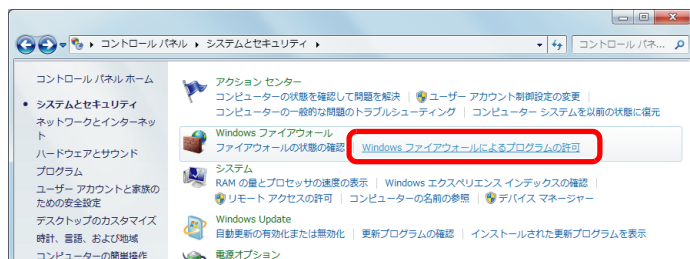 コントロール パネル ▸ システムとセキュリティ ▸
コントロール パネ...
コントロール パネル ホーム
システムとセキュリティ
ネットワークとインターネッ
ト
ハードウェアとサウンド
プログラム
ユーザー アカウントと家族の
ための安全設定
デスクトップのカスタマイズ
時計、言語、および地域
コンピューターの簡単操作
アクション センター
コンピューターの状態を確認して問題を解決 | ユーザー アカウント制御設定の変更 |
コンピューターの一般的な問題のトラブルシューティング | コンピューター システムを以前の状態に復元
Windows ファイアウォール
ファイアウォールの状態の確認 | Windows ファイアウォールによるプログラムの許可
システム
RAM の量とプロセッサの速度の表示 | Windows エクスペリエンス インデックスの確認 |
リモート アクセスの許可 | コンピューターの名前の参照 | デバイス マネージャー
Windows Update
自動更新の有効化または無効化 | 更新プログラムの確認 | インストールされた更新プログラムを表示
電源オプション